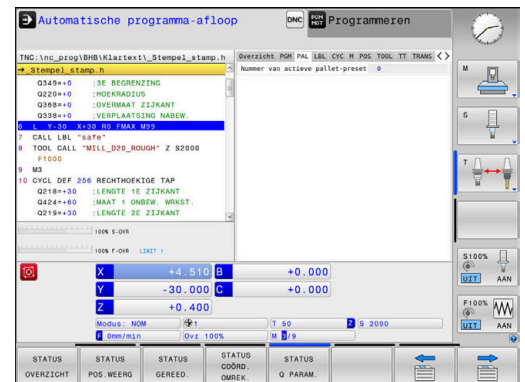 Automatische programma-afloop
DNC
PGM MGT
Programmeren
TNC:\nc_prog\BHB\Klartext\_Stempel_stamp.h
→_Stempel_stamp.h
Q349=+0 ;3E BEGRENZING
Q220=+0 ;HOEKRADIUS
Q368=+0 ;OVERMAAT ZIJKANT
Q338=+0 ;VERPLAATSING NABEW.
6 L Y-30 X+30 R0 FMAX M99
7 CALL LBL "safe"
8 TOOL CALL "MILL_D20_ROUGH" Z S2000
F1000
9 M3
10 CYCL DEF 256 RECHTHOEKIGE TAP
Q218=+30 ;LENGTE 1E ZIJKANT
Q424=+60 ;MAAT 1 ONBEW. WRKST.
Q219=+30 ;LENGTE 2E ZIJKANT
Overzicht PGM PAL LBL CYC M POS TOOL TT TRANS
Nummer van actieve pallet-preset 0
100% S-OVR
100% F-OVR LIMIT 1
X +4.510 B +0.000
Y -30.000 C +0.000
Z +0.400
Modus: NOM 1 T 50 Z S 2000
F 0mm/min Ovr 100% M 5/9
M
S
T
S100%
UIT AAN
F100%
UIT AAN
STATUS OVERZICHT
STATUS POS.WEERG
STATUS GEREED.
STATUS COÖRD. OMREK.
STATUS Q PARAM.